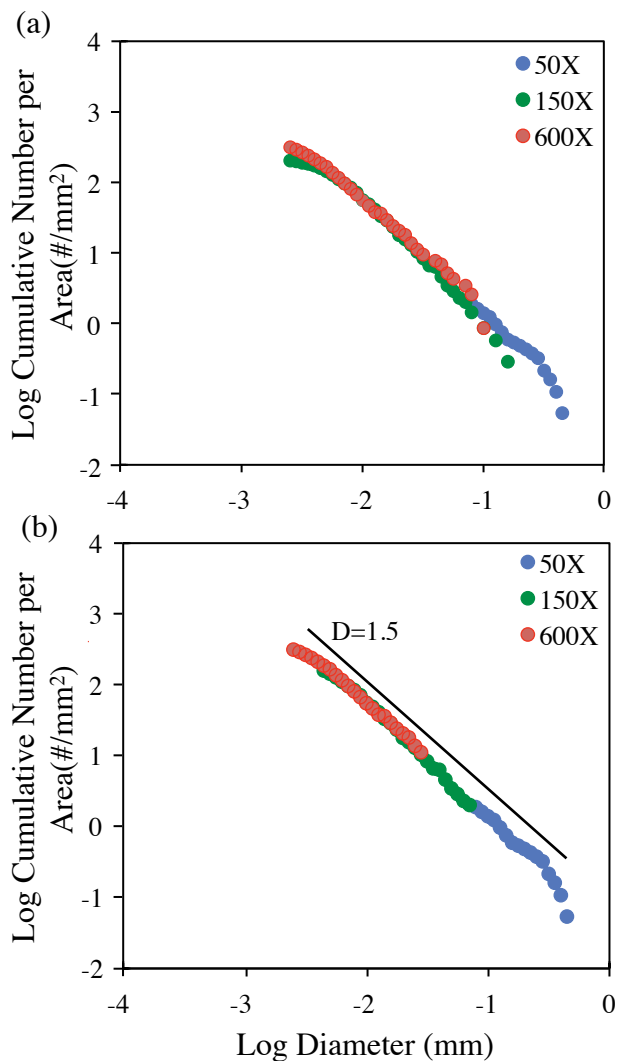 (a)
Log Cumulative Number per
Area(#/mm²)
4
3
2
1
0
-1
-2
-4
-3
-2
-1
0
50X
150X
600X
(b)
Log Cumulative Number per
Area(#/mm²)
4
3
2
1
0
-1
-2
-4
-3
-2
-1
0
50X
150X
600X
D=1.5
Log Diameter (mm)